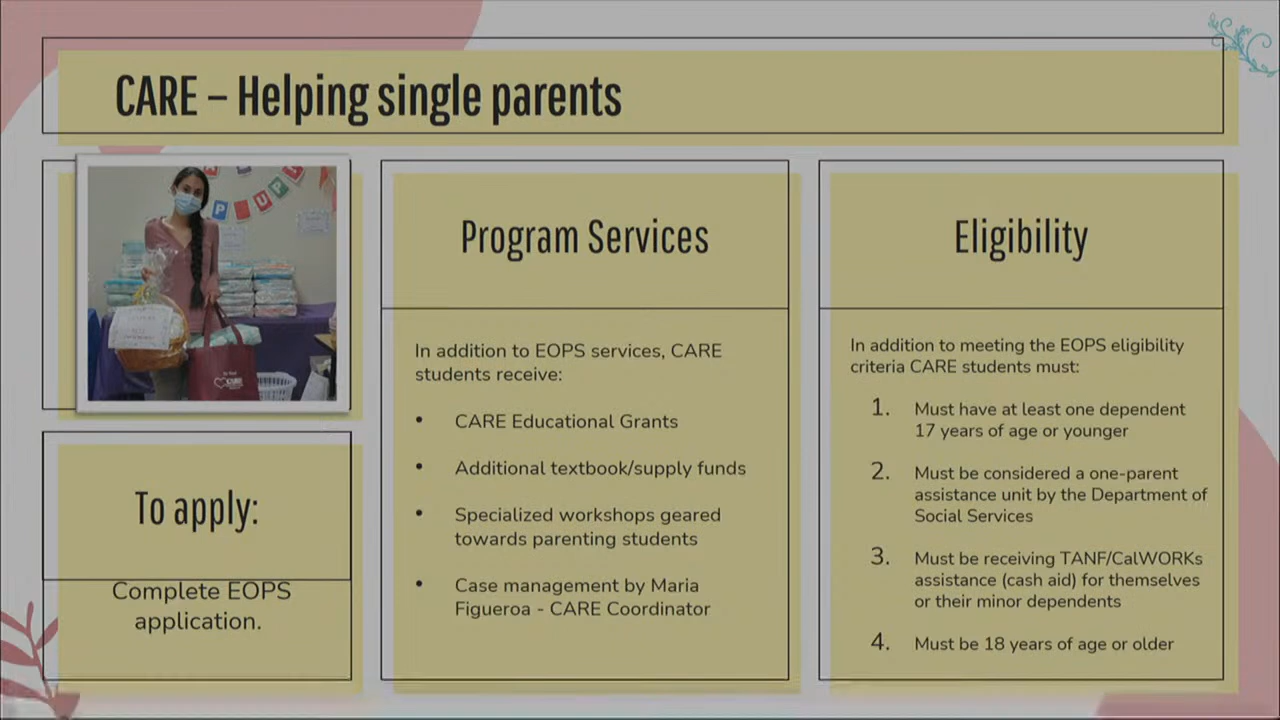 CARE – Helping single parents
P U P
CARE
To apply:
Complete EOPS
application.
Program Services
In addition to EOPS services, CARE
students receive:
• CARE Educational Grants
• Additional textbook/supply funds
• Specialized workshops geared
towards parenting students
• Case management by Maria
Figueroa - CARE Coordinator
Eligibility
In addition to meeting the EOPS eligibility
criteria CARE students must:
1. Must have at least one dependent
17 years of age or younger
2. Must be considered a one-parent
assistance unit by the Department of
Social Services
3. Must be receiving TANF/CalWORKs
assistance (cash aid) for themselves
or their minor dependents
4. Must be 18 years of age or older